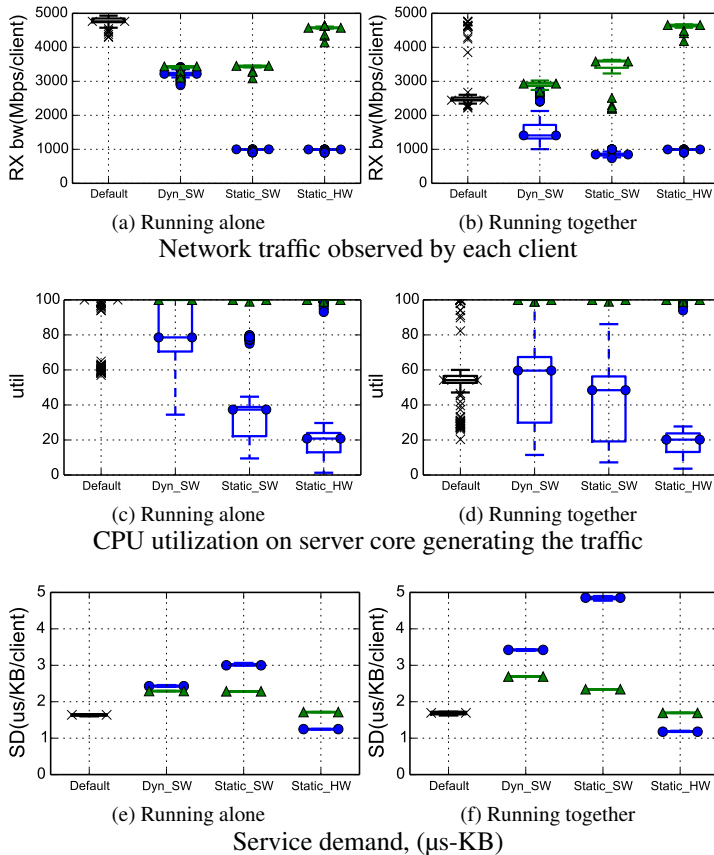 5000
4000
3000
2000
1000
0
RX bw(Mbps/client)
Default Dyn_SW Static_SW Static_HW
(a) Running alone
5000
4000
3000
2000
1000
0
RX bw(Mbps/client)
Default Dyn_SW Static_SW Static_HW
(b) Running together
Network traffic observed by each client
100
80
60
40
20
0
util
Default Dyn_SW Static_SW Static_HW
(c) Running alone
100
80
60
40
20
0
util
Default Dyn_SW Static_SW Static_HW
(d) Running together
CPU utilization on server core generating the traffic
5
4
3
2
1
0
SD(us/KB/client)
Default Dyn_SW Static_SW Static_HW
(e) Running alone
5
4
3
2
1
0
SD(us/KB/client)
Default Dyn_SW Static_SW Static_HW
(f) Running together
Service demand, (µs-KB)